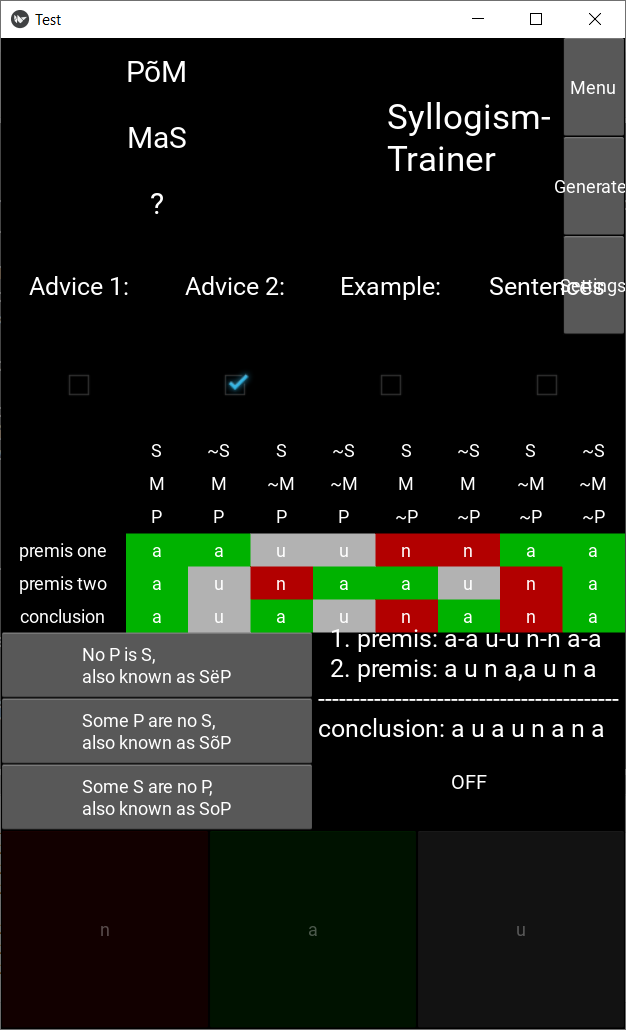 Test
PõM
MaS
?
Syllogism-
Trainer
Menu
Generate
Settings
Advice 1: Advice 2: Example: Sentences
S ~S S ~S S ~S S ~S
M M ~M ~M M M ~M ~M
P P P P ~P ~P ~P ~P
premis one a a u u n n a a
premis two a u n a a u n a
conclusion a u a u n a n a
No P is S,
also known as SëP
Some P are no S,
also known as SõP
Some S are no P,
also known as SoP
1. premis: a-a u-u n-n a-a
2. premis: a u n a,a u n a
-------------------------------------------
conclusion: a u a u n a n a
OFF
n a u